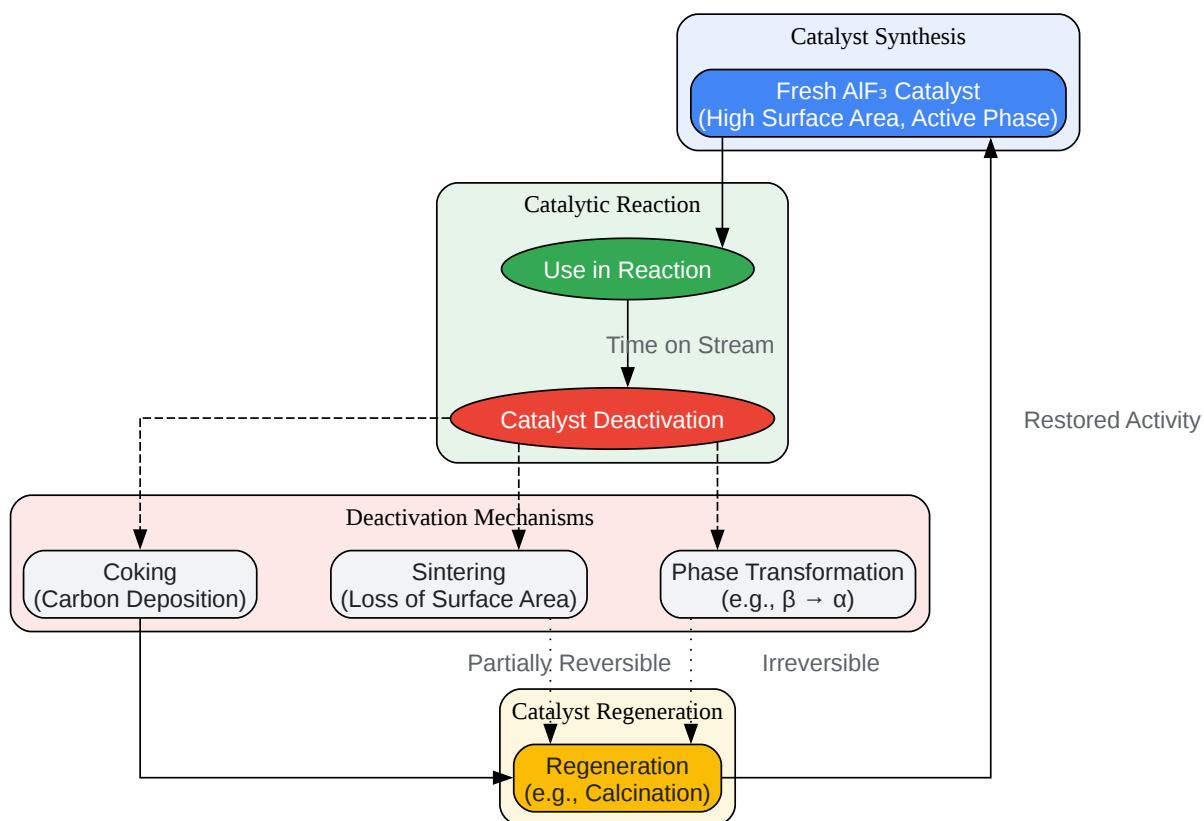 Catalyst Synthesis
Fresh AlF₃ Catalyst
(High Surface Area, Active Phase)
Catalytic Reaction
Use in Reaction
Time on Stream
Catalyst Deactivation
Restored Activity
Deactivation Mechanisms
Coking
(Carbon Deposition)
Sintering
(Loss of Surface Area)
Phase Transformation
(e.g., β → α)
Partially Reversible
Irreversible
Catalyst Regeneration
Regeneration
(e.g., Calcination)